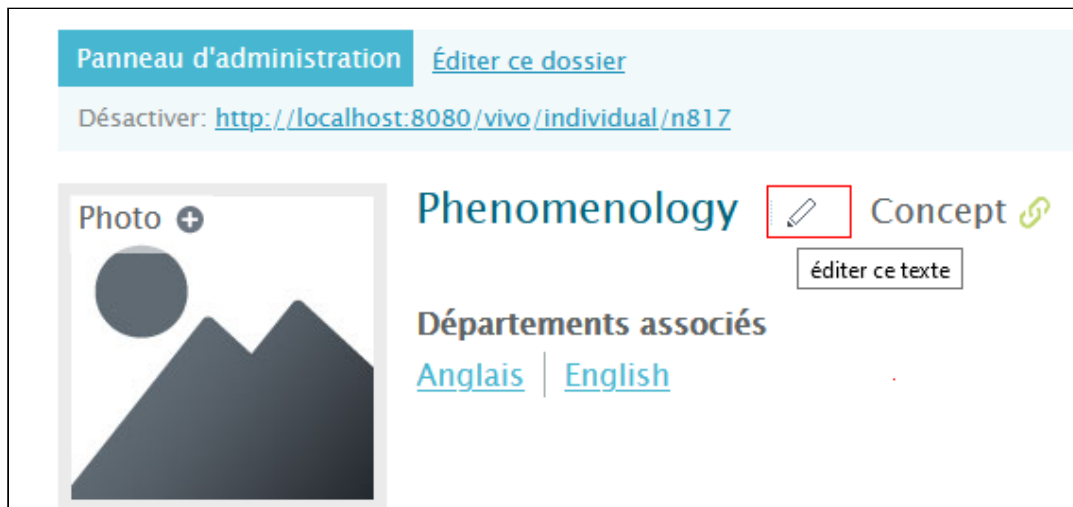 Panneau d'administration Éditer ce dossier
Désactiver: http://localhost:8080/vivo/individual/n817
Photo
Phenomenology Concept
éditer ce texte
Départements associés
Anglais English